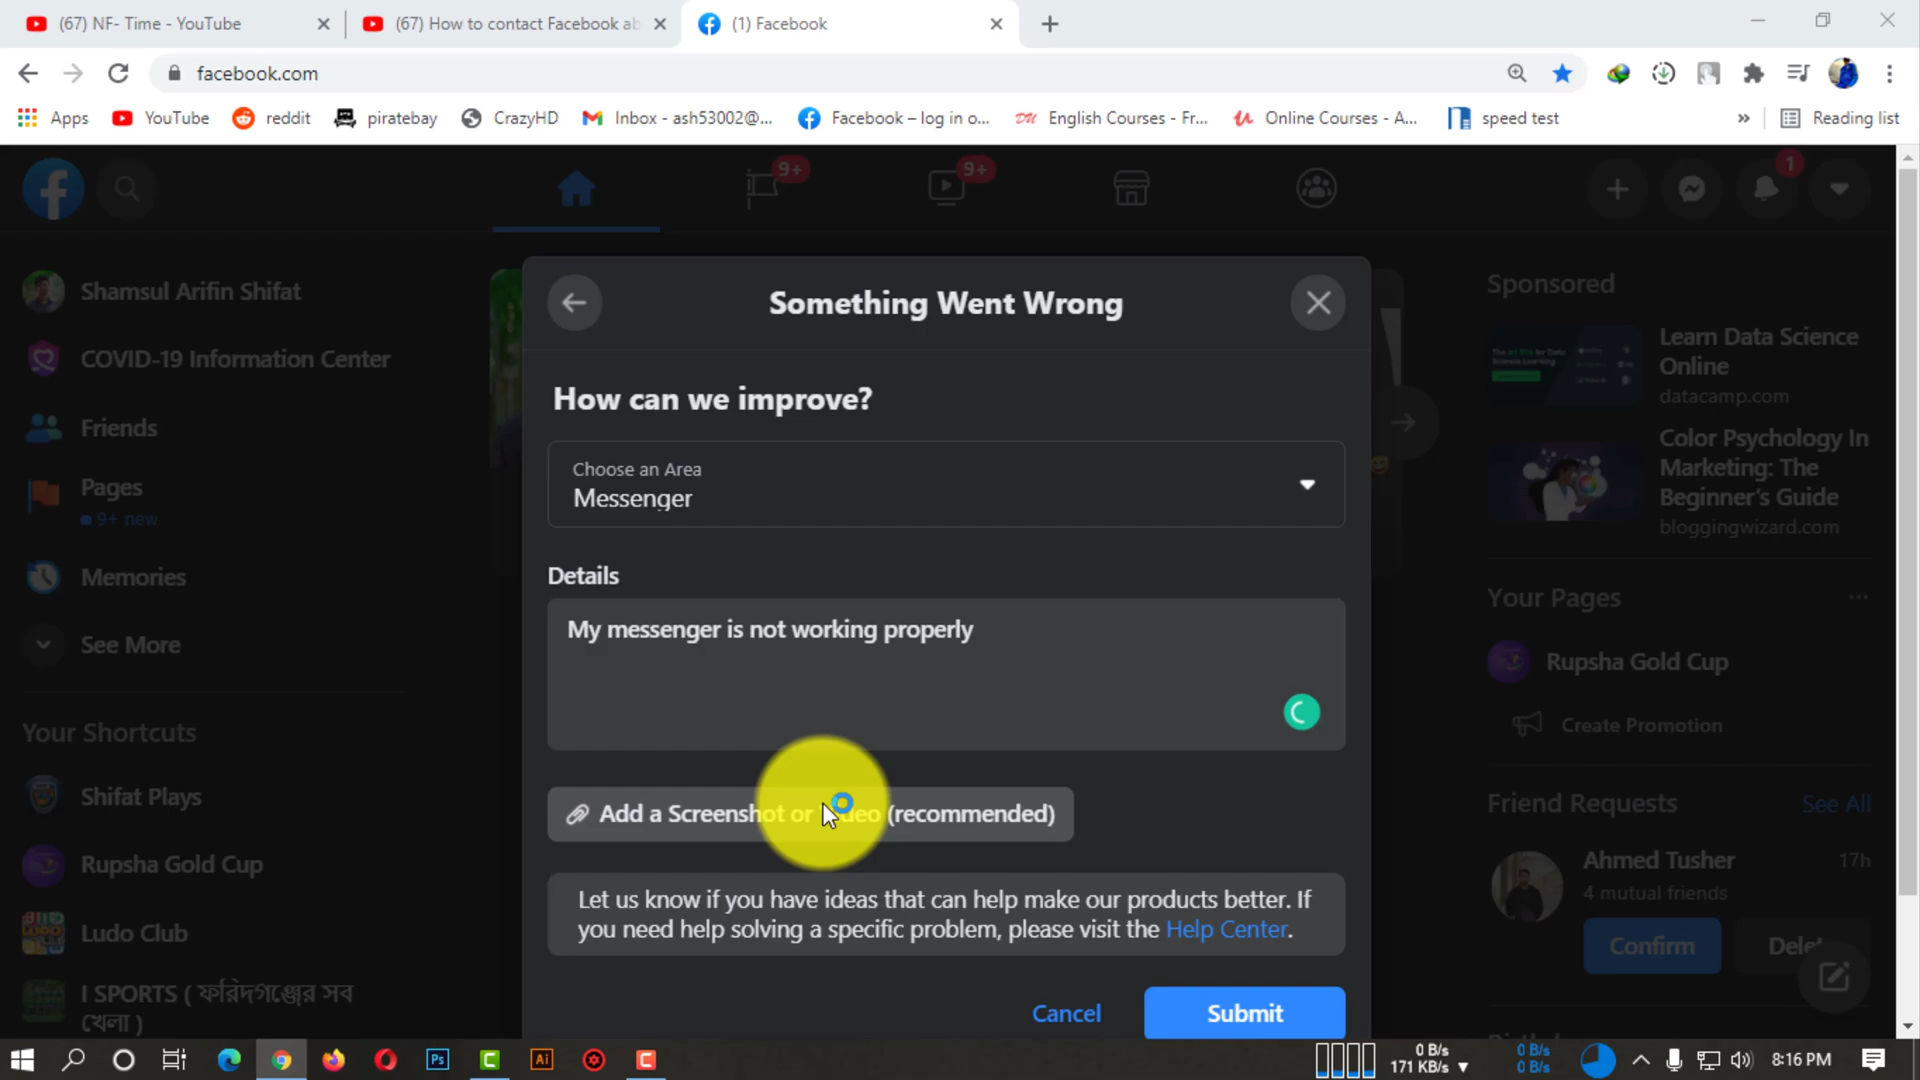 (67) NF- Time - YouTube
(67) How to contact Facebook ab
(1) Facebook
facebook.com
Apps
YouTube
reddit
piratebay
CrazyHD
Inbox - ash53002@...
Facebook – log in o...
DU English Courses - Fr...
Online Courses - A...
speed test
»
Reading list
9+
9+
1
Shamsul Arifin Shifat
COVID-19 Information Center
Friends
Pages
9+ new
Memories
See More
Your Shortcuts
Shifat Plays
Rupsha Gold Cup
Ludo Club
I SPORTS ( ফরিদগঞ্জের সব
খেলা )
Something Went Wrong
How can we improve?
Choose an Area
Messenger
Details
My messenger is not working properly
Add a Screenshot or Video (recommended)
Let us know if you have ideas that can help make our products better. If
you need help solving a specific problem, please visit the Help Center.
Cancel
Submit
Sponsored
Learn Data Science
Online
datacamp.com
Color Psychology In
Marketing: The
Beginner's Guide
bloggingwizard.com
Your Pages
Rupsha Gold Cup
Create Promotion
Friend Requests
See All
Ahmed Tusher
17h
4 mutual friends
Confirm
Ps
Ai
0 B/s
171 KB/s
0 B/s
0 B/s
8:16 PM